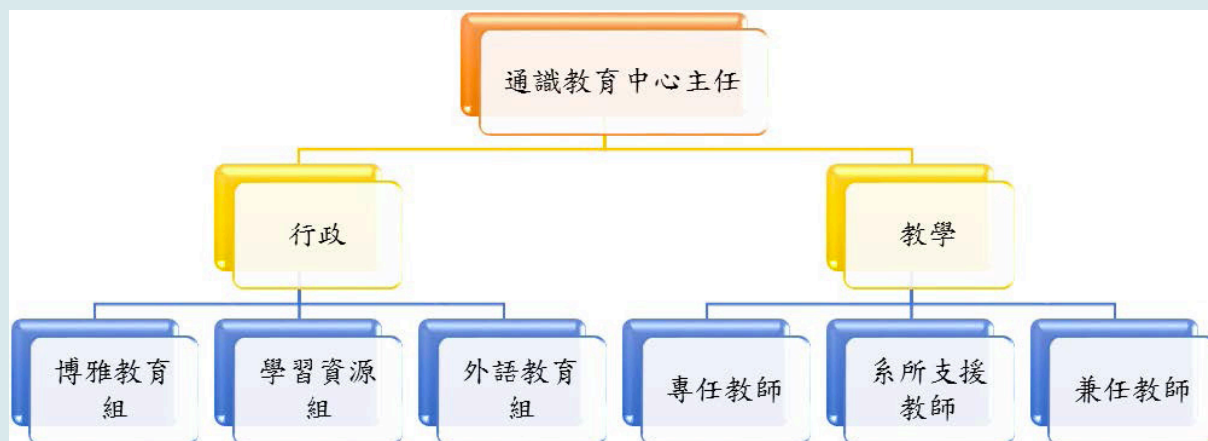 通識教育中心主任
行政
教學
博雅教育
組
學習資源
組
外語教育
組
專任教師
系所支援
教師
兼任教師